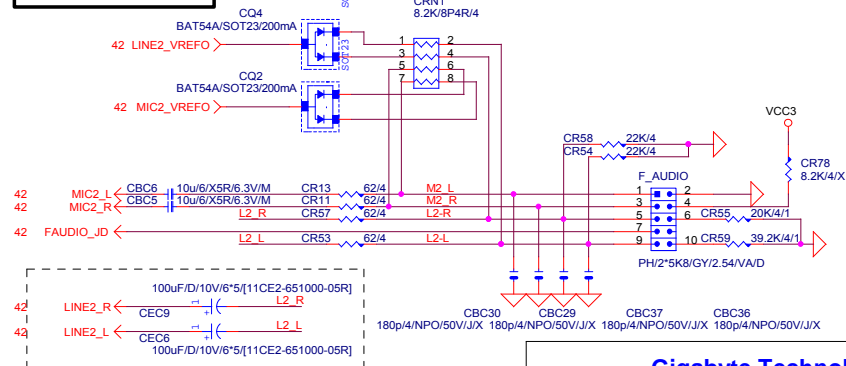 CRN1
8.2K/8P4R/4
CQ4
BAT54A/SOT23/200mA
SOT23
42 LINE2_VREFO
1 2
3 4
5 6
7 8
CQ2
BAT54A/SOT23/200mA
42 MIC2_VREFO
VCC3
CR58 22K/4
CR54 22K/4
CR78
8.2K/4/X
F_AUDIO
42 MIC2_L CBC6 10u/6/X5R/6.3V/M CR13 62/4 M2_L 1 2
42 MIC2_R CBC5 10u/6/X5R/6.3V/M CR11 62/4 M2_R 3 4
L2_R CR57 62/4 L2-R 5 6 CR55 20K/4/1
42 FAUDIO_JD 7
L2_L CR53 62/4 L2-L 9 10 CR59 39.2K/4/1
PH/2*5K8/GY/2.54/VA/D
100uF/D/10V/6*5/[11CE2-651000-05R]
42 LINE2_R 1 + L2_R
CEC9
42 LINE2_L 1 + L2_L
CEC6
100uF/D/10V/6*5/[11CE2-651000-05R]
CBC30 CBC29 CBC37 CBC36
180p/4/NPO/50V/J/X 180p/4/NPO/50V/J/X 180p/4/NPO/50V/J/X 180p/4/NPO/50V/J/X